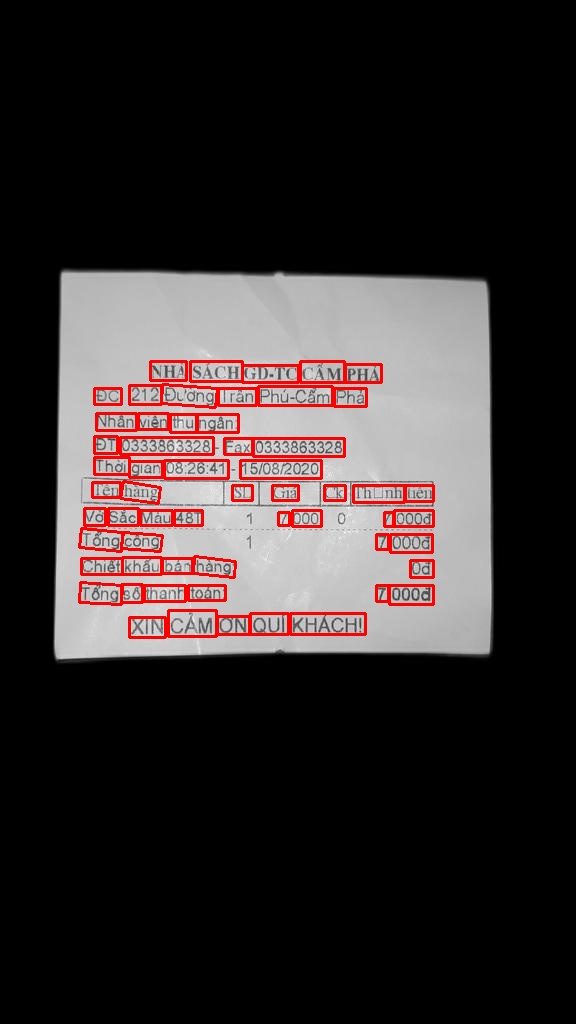 NHÀ SÁCH GD-TC CẨM PHẢ
ĐC 212 Đường Trần Phú-Cẩm Phả
Nhân viên thu ngân:
ĐT 0333863328 - Fax 0333863328
Thời gian 08:26:41 - 15/08/2020
Tên hàng S□ Giá Ck Th□nh tiền
Vở Sắc Màu 481 1 7 000 0 7 000đ
Tổng cộng 1 7 000đ
Chiết khấu bán hàng 0đ
Tổng số thanh toán 7 000đ
XIN CẢM ƠN QUÍ KHÁCH!